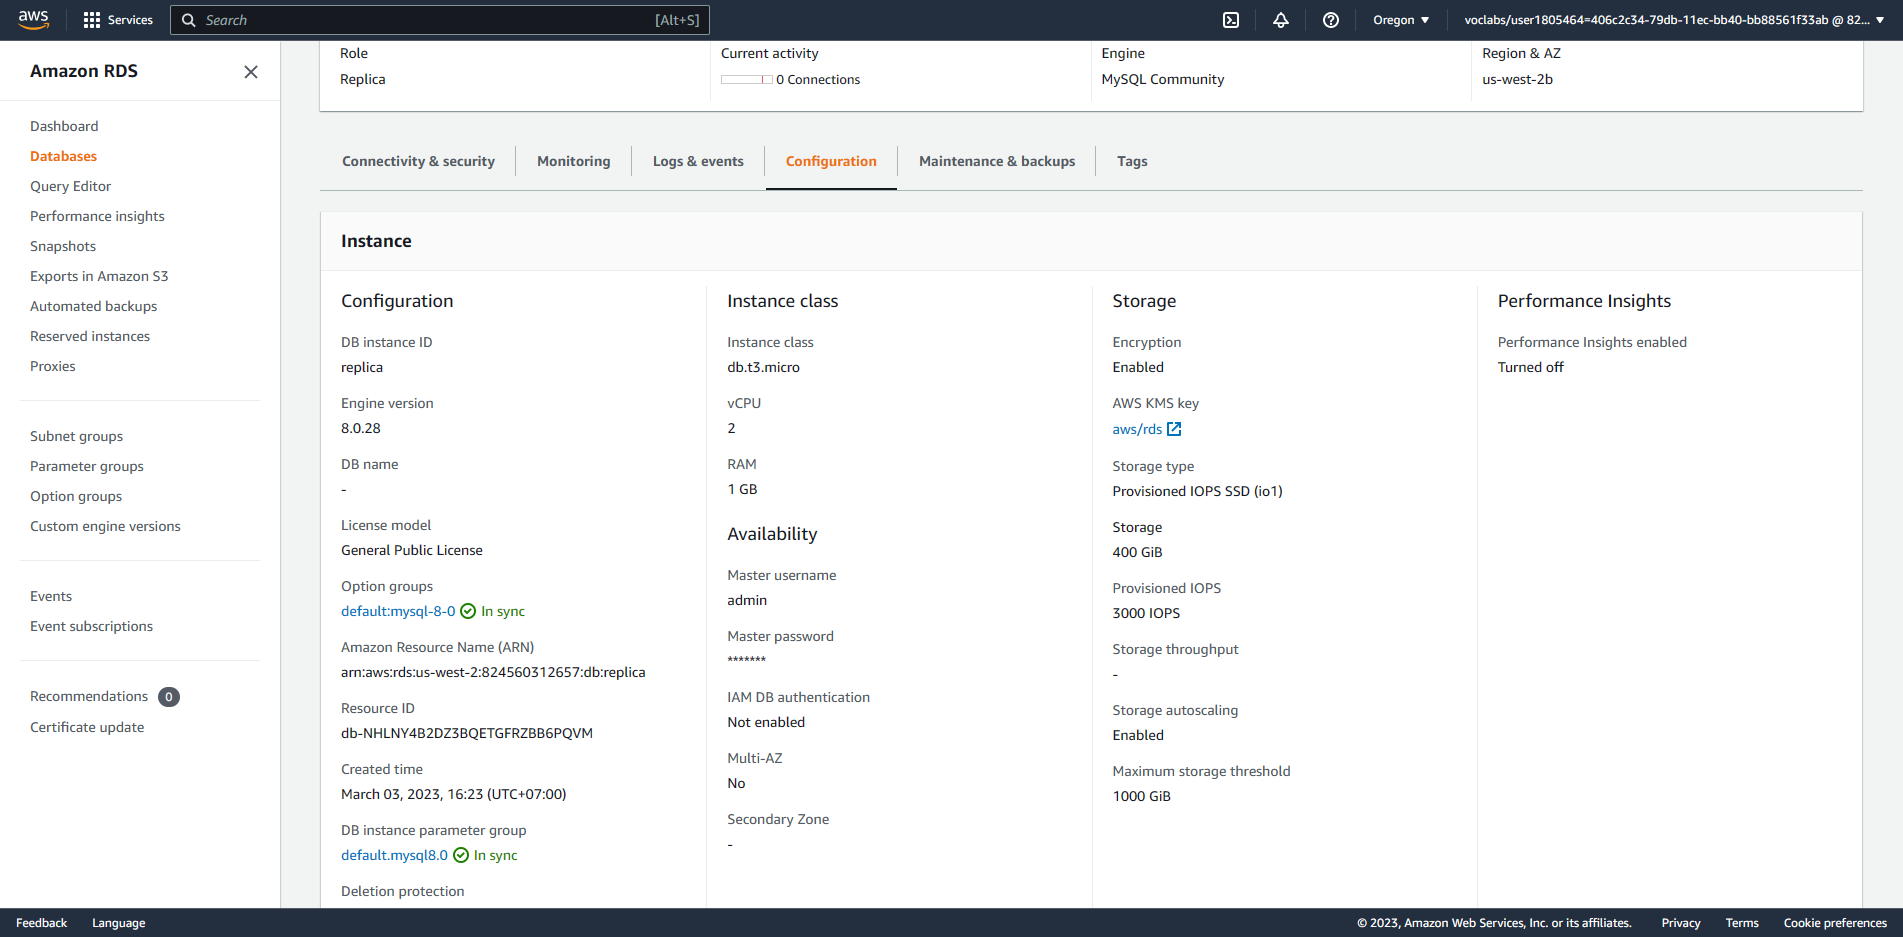 aws
Services
Search
[Alt+S]
Oregon ▼
voclabs/user1805464=406c2c34-79db-11ec-bb40-bb88561f33ab @ 82... ▼
Amazon RDS
Dashboard
Databases
Query Editor
Performance insights
Snapshots
Exports in Amazon S3
Automated backups
Reserved instances
Proxies
Subnet groups
Parameter groups
Option groups
Custom engine versions
Events
Event subscriptions
Recommendations 0
Certificate update
Role
Replica
Current activity
0 Connections
Engine
MySQL Community
Region & AZ
us-west-2b
Connectivity & security
Monitoring
Logs & events
Configuration
Maintenance & backups
Tags
Instance
Configuration
DB instance ID
replica
Engine version
8.0.28
DB name
-
License model
General Public License
Option groups
default:mysql-8-0 In sync
Amazon Resource Name (ARN)
arn:aws:rds:us-west-2:824560312657:db:replica
Resource ID
db-NHLNY4B2DZ3BQETGFRZBB6PQVM
Created time
March 03, 2023, 16:23 (UTC+07:00)
DB instance parameter group
default.mysql8.0 In sync
Deletion protection
Instance class
Instance class
db.t3.micro
vCPU
2
RAM
1 GB
Availability
Master username
admin
Master password
*******
IAM DB authentication
Not enabled
Multi-AZ
No
Secondary Zone
-
Storage
Encryption
Enabled
AWS KMS key
aws/rds
Storage type
Provisioned IOPS SSD (io1)
Storage
400 GiB
Provisioned IOPS
3000 IOPS
Storage throughput
-
Storage autoscaling
Enabled
Maximum storage threshold
1000 GiB
Performance Insights
Performance Insights enabled
Turned off
Feedback
Language
© 2023, Amazon Web Services, Inc. or its affiliates.
Privacy
Terms
Cookie preferences